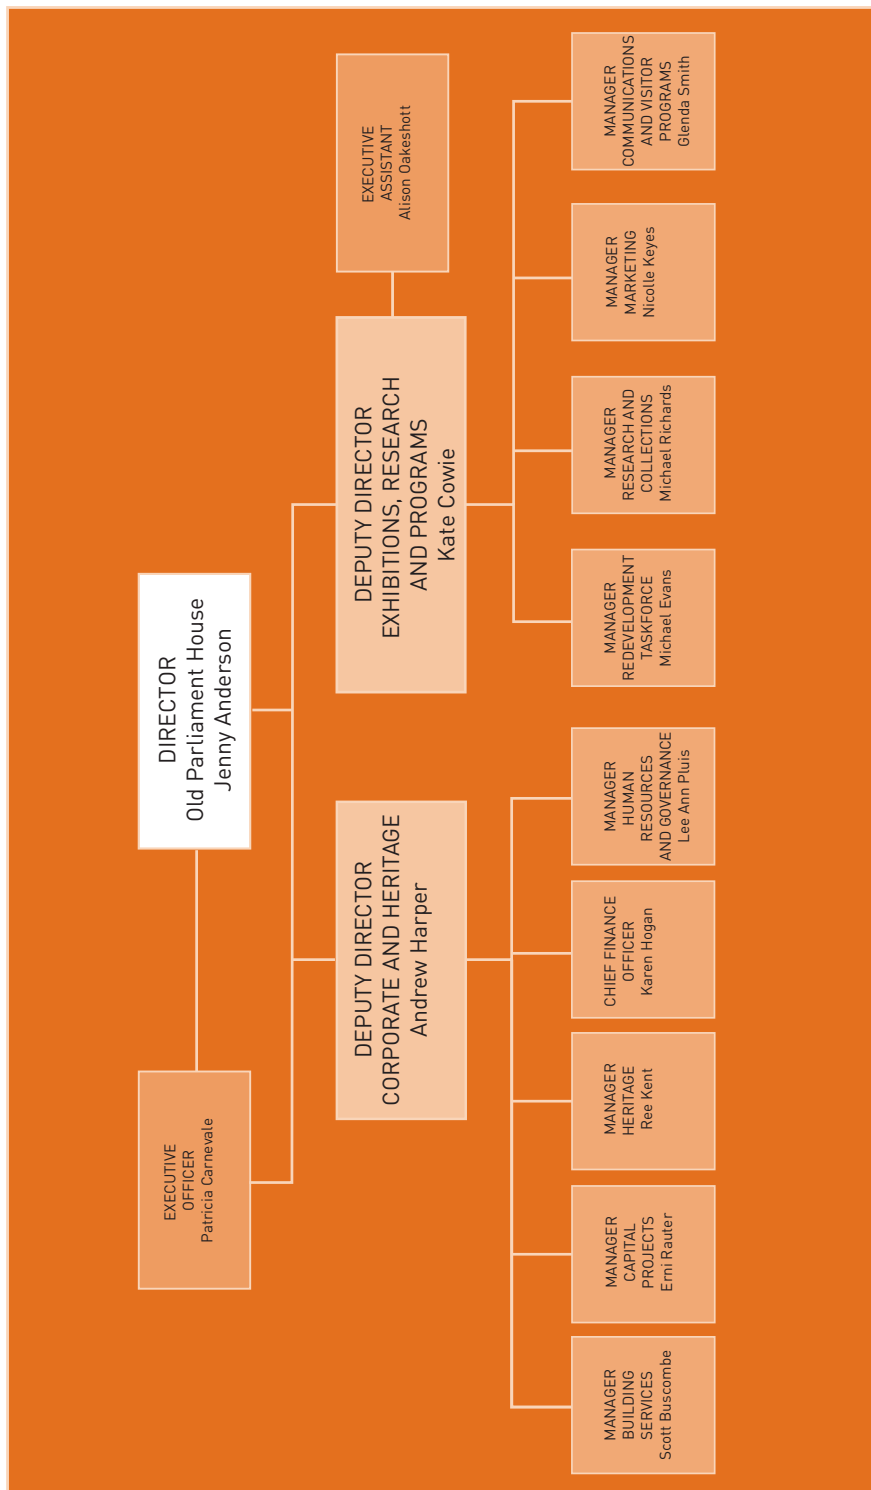 DIRECTOR
Old Parliament House
Jenny Anderson
EXECUTIVE
OFFICER
Patricia Carnevale
DEPUTY DIRECTOR
CORPORATE AND HERITAGE
Andrew Harper
DEPUTY DIRECTOR
EXHIBITIONS, RESEARCH
AND PROGRAMS
Kate Cowie
EXECUTIVE
ASSISTANT
Alison Oakeshott
MANAGER
BUILDING
SERVICES
Scott Buscombe
MANAGER
CAPITAL
PROJECTS
Erni Rauter
MANAGER
HERITAGE
Ree Kent
CHIEF FINANCE
OFFICER
Karen Hogan
MANAGER
HUMAN
RESOURCES
AND GOVERNANCE
Lee Ann Pluis
MANAGER
REDEVELOPMENT
TASKFORCE
Michael Evans
MANAGER
RESEARCH AND
COLLECTIONS
Michael Richards
MANAGER
MARKETING
Nicolle Keyes
MANAGER
COMMUNICATIONS
AND VISITOR
PROGRAMS
Glenda Smith